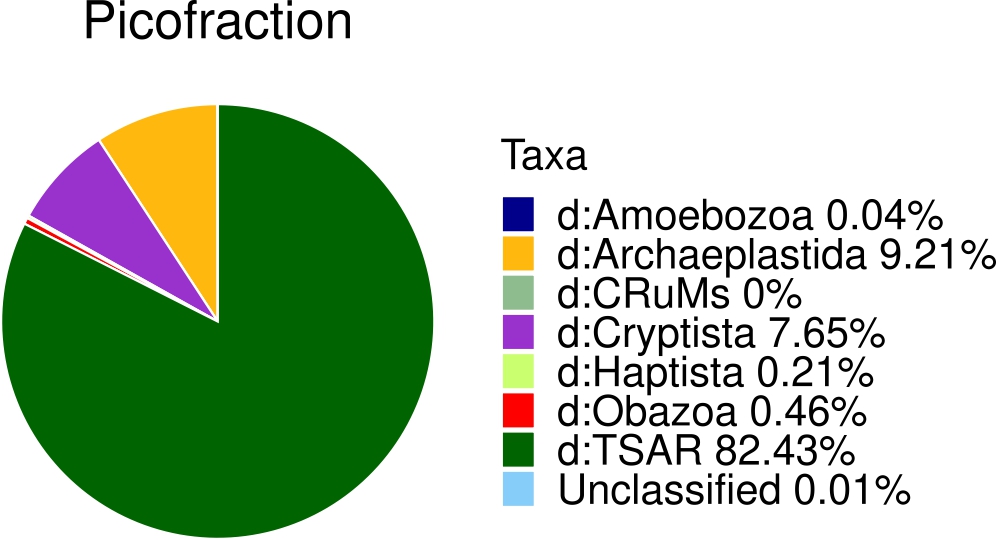 Picofraction
Taxa
d:Amoebozoa 0.04%
d:Archaeplastida 9.21%
d:CRuMs 0%
d:Cryptista 7.65%
d:Haptista 0.21%
d:Obazoa 0.46%
d:TSAR 82.43%
Unclassified 0.01%